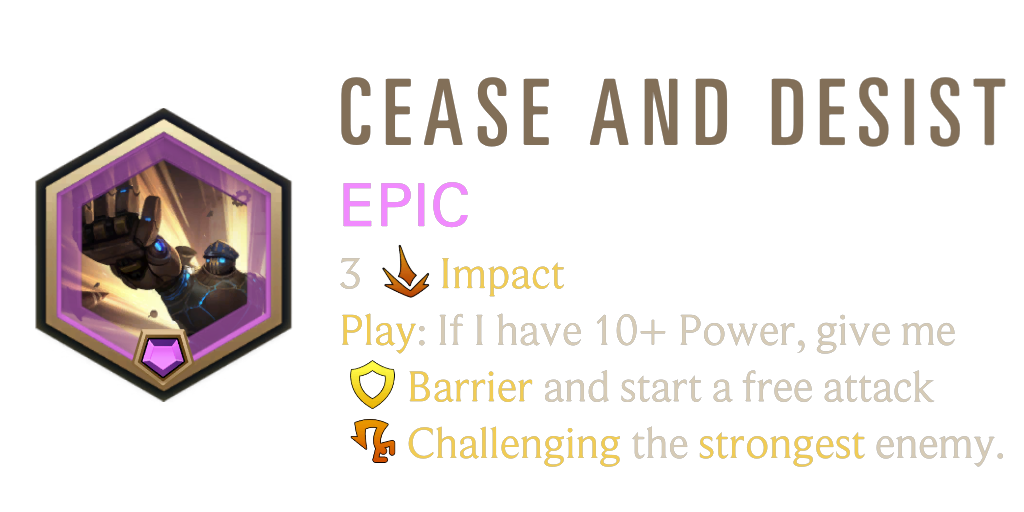 CEASE AND DESIST
EPIC
3 Impact
Play: If I have 10+ Power, give me
Barrier and start a free attack
Challenging the strongest enemy.